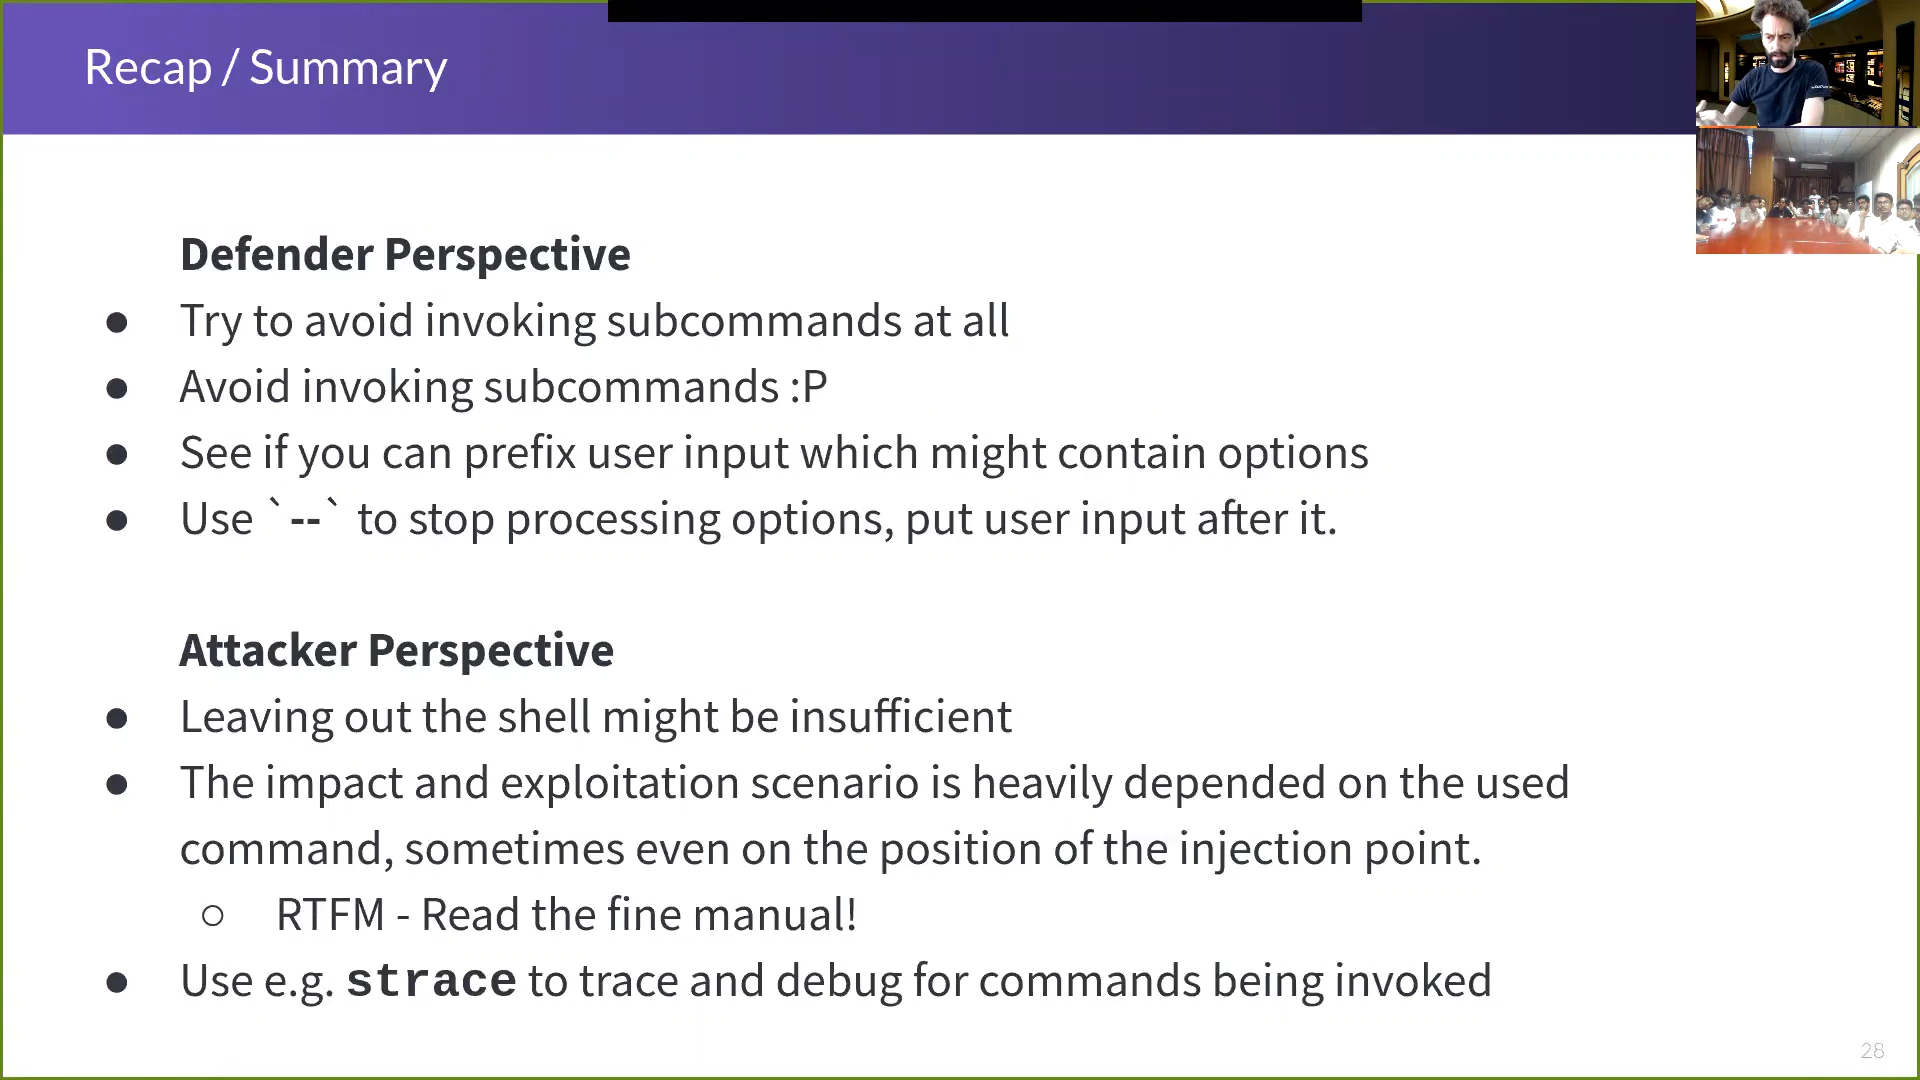 Recap / Summary
Defender Perspective
● Try to avoid invoking subcommands at all
● Avoid invoking subcommands :P
● See if you can prefix user input which might contain options
● Use `--` to stop processing options, put user input after it.
Attacker Perspective
● Leaving out the shell might be insufficient
● The impact and exploitation scenario is heavily depended on the used
command, sometimes even on the position of the injection point.
○ RTFM - Read the fine manual!
● Use e.g. strace to trace and debug for commands being invoked
28